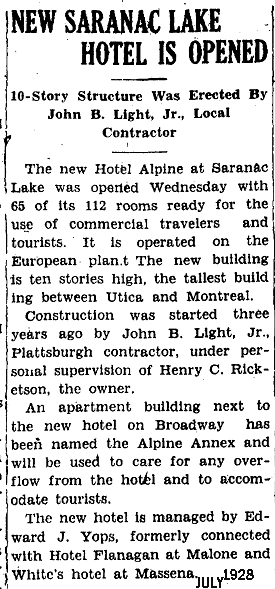 NEW SARANAC LAKE
HOTEL IS OPENED
10-Story Structure Was Erected By
John B. Light, Jr., Local
Contractor
The new Hotel Alpine at Saranac
Lake was opened Wednesday with
65 of its 112 rooms ready for the
use of commercial travelers and
tourists. It is operated on the
European plan.t The new building
is ten stories high, the tallest build
ing between Utica and Montreal.
Construction was started three
years ago by John B. Light, Jr.,
Plattsburgh contractor, under per-
sonal supervision of Henry C. Rick-
etson, the owner.
An apartment building next to
the new hotel on Broadway has
been named the Alpine Annex and
will be used to care for any over-
flow from the hotel and to accom-
odate tourists.
The new hotel is managed by Ed-
ward J. Yops, formerly connected
with Hotel Flanagan at Malone and
White's hotel at Massena.
JULY 1928